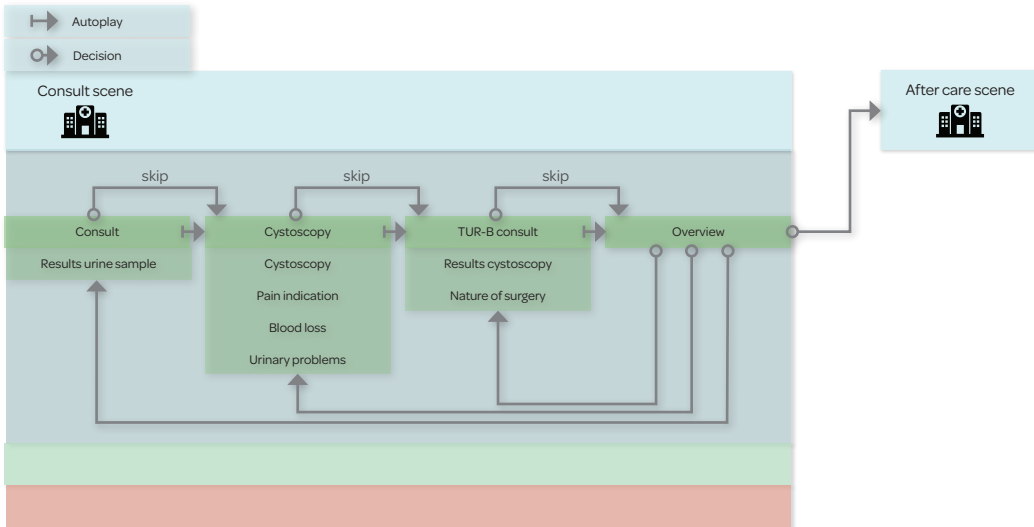 Autoplay
Decision
Consult scene
After care scene
skip
skip
skip
Consult
Cystoscopy
TUR-B consult
Overview
Results urine sample
Cystoscopy
Results cystoscopy
Pain indication
Nature of surgery
Blood loss
Urinary problems